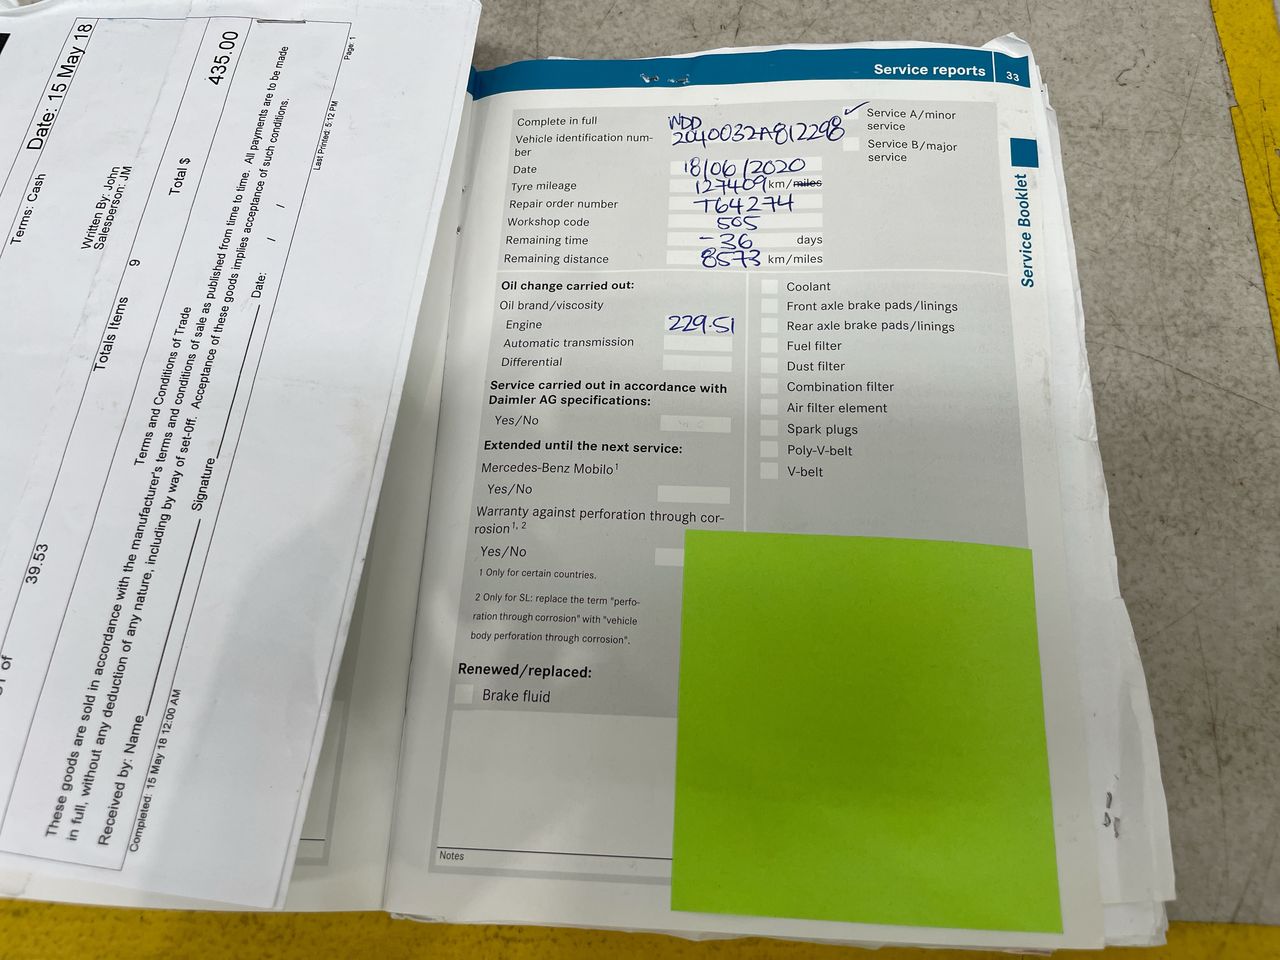 Date: 15 May 18
Terms: Cash
Written By: John
Salesperson: JM
435.00
Total $
Totals Items 9
39.53
of
Terms and Conditions of Trade
These goods are sold in accordance with the manufacturer's terms and conditions of sale as published from time to time. All payments are to be made
in full, without any deduction of any nature, including by way of set-0ff. Acceptance of these goods implies acceptance of such conditions.
Received by: Name Signature Date: / /
Completed: 15 May 18 12:00 AM
Last Printed: 5:12 PM
Page: 1
Service reports 33
Service Booklet
Complete in full
Vehicle identification num-
ber
WDD
2040032A812298
Date 18/06/2020
Tyre mileage 127409 km/miles
Repair order number T64274
Workshop code 505
Remaining time -36 days
Remaining distance 8573 km/miles
✓ Service A/minor
service
Service B/major
service
Oil change carried out:
Oil brand/viscosity
Engine 229.51
Automatic transmission
Differential
Service carried out in accordance with
Daimler AG specifications:
Yes/No
Extended until the next service:
Mercedes-Benz Mobilo¹
Yes/No
Warranty against perforation through cor-
rosion¹, ²
Yes/No
1 Only for certain countries.
2 Only for SL: replace the term "perfo-
ration through corrosion" with "vehicle
body perforation through corrosion".
Renewed/replaced:
Brake fluid
Coolant
Front axle brake pads/linings
Rear axle brake pads/linings
Fuel filter
Dust filter
Combination filter
Air filter element
Spark plugs
Poly-V-belt
V-belt
Notes